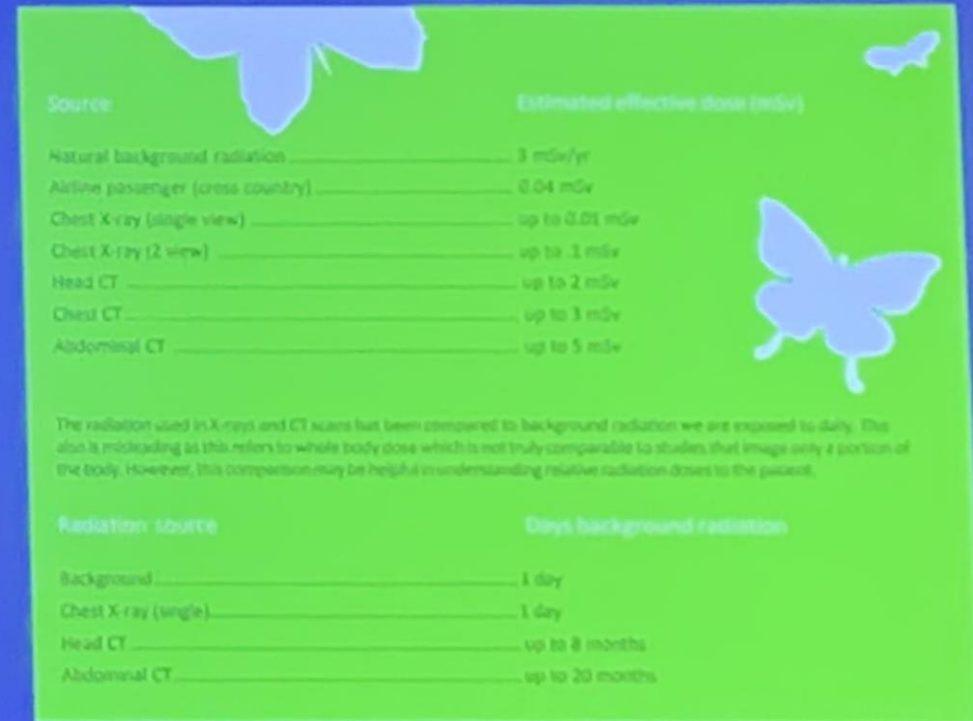 Source Estimated effective dose (mSv)
Natural background radiation 3 mSv/yr
Airline passenger (cross country) 0.04 mSv
Chest X-ray (single view) up to 0.01 mSv
Chest X-ray (2 view) up to .1 mSv
Head CT up to 2 mSv
Chest CT up to 3 mSv
Abdominal CT up to 5 mSv
The radiation used in X-rays and CT scans has been compared to background radiation we are exposed to daily. This
also is misleading as this refers to whole body dose which is not truly comparable to studies that image only a portion of
the body. However, this comparison may be helpful in understanding relative radiation doses to the patient.
Radiation source Days background radiation
Background 1 day
Chest X-ray (single) 1 day
Head CT up to 8 months
Abdominal CT up to 20 months